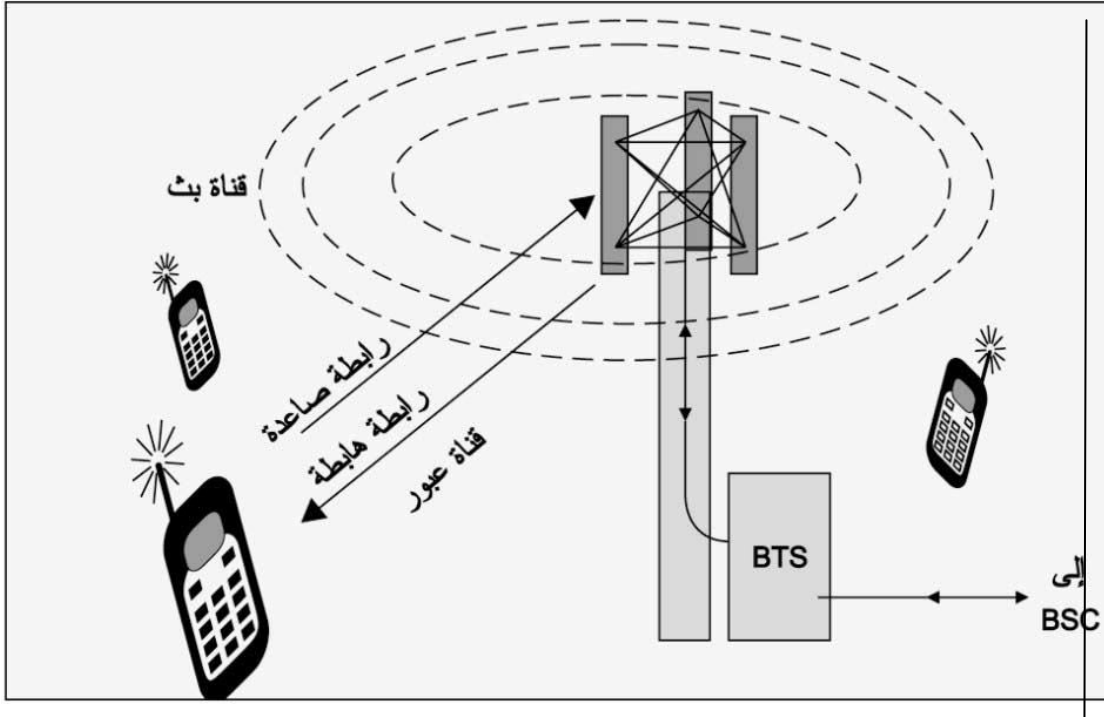 قناة بث
رابطة صاعدة
رابطة هابطة
قناة عبور
BTS
إلى
BSC